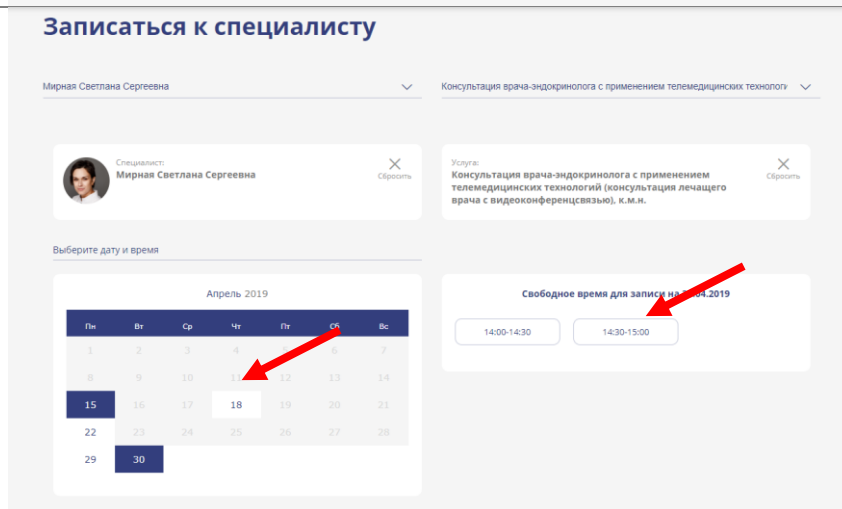 Записаться к специалисту
Мирная Светлана Сергеевна
Консультация врача-эндокринолога с применением телемедицинских технологи
Специалист:
Мирная Светлана Сергеевна
Сбросить
Услуга:
Консультация врача-эндокринолога с применением
телемедицинских технологий (консультация лечащего
врача с видеоконференцсвязью), к.м.н.
Сбросить
Выберите дату и время
Апрель 2019
Пн Вт Ср Чт Пт Сб Вс
1 2 3 4 5 6 7
8 9 10 11 12 13 14
15 16 17 18 19 20 21
22 23 24 25 26 27 28
29 30
Свободное время для записи на .04.2019
14:00-14:30 14:30-15:00